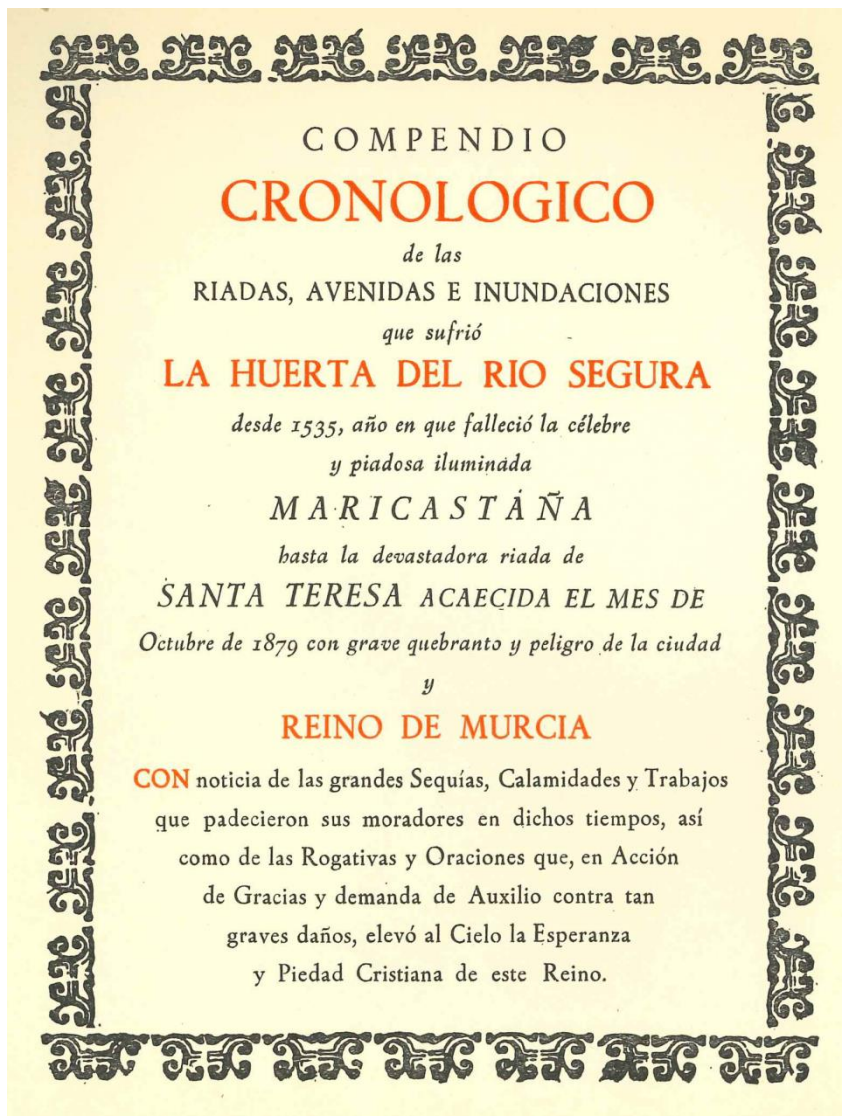 COMPENDIO
CRONOLOGICO
de las
RIADAS, AVENIDAS E INUNDACIONES
que sufrió
LA HUERTA DEL RIO SEGURA
desde 1535, año en que falleció la célebre
y piadosa iluminada
MARICASTAÑA
hasta la devastadora riada de
SANTA TERESA ACAECIDA EL MES DE
Octubre de 1879 con grave quebranto y peligro de la ciudad
y
REINO DE MURCIA
CON noticia de las grandes Sequías, Calamidades y Trabajos
que padecieron sus moradores en dichos tiempos, así
como de las Rogativas y Oraciones que, en Acción
de Gracias y demanda de Auxilio contra tan
graves daños, elevó al Cielo la Esperanza
y Piedad Cristiana de este Reino.